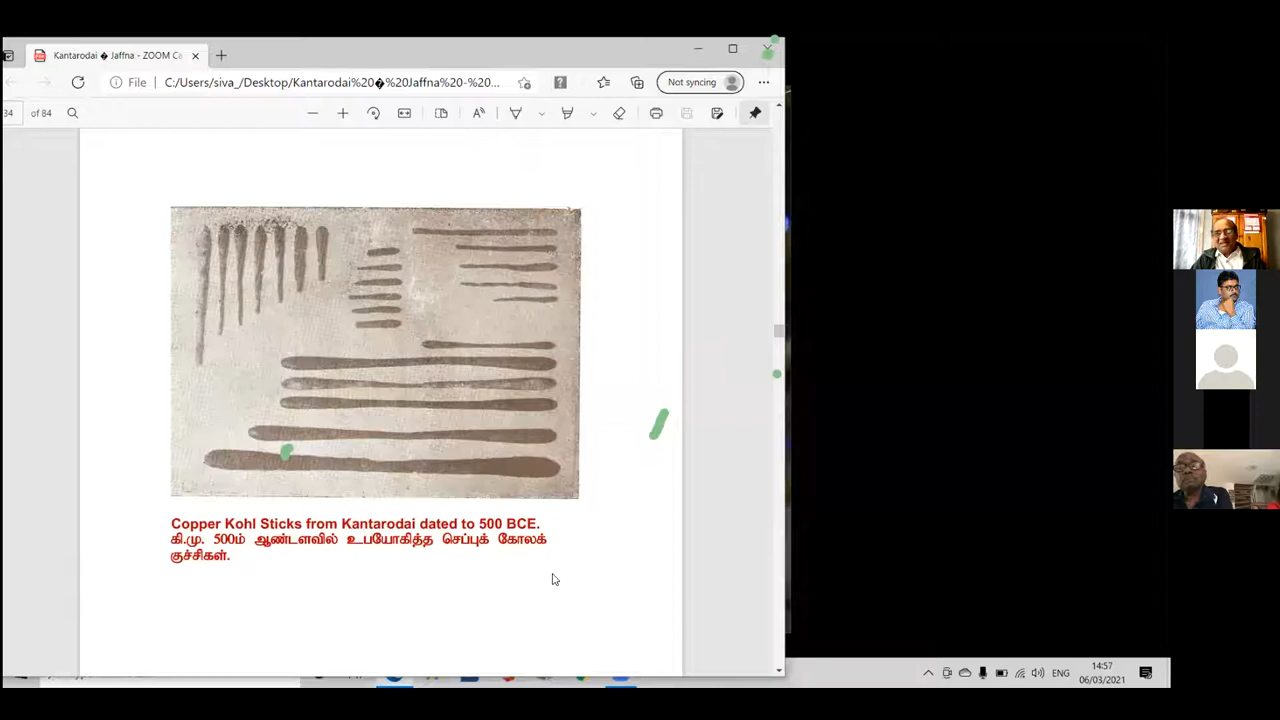 Kantarodai � Jaffna - ZOOM Ca
File
C:/Users/siva_/Desktop/Kantarodai%20�%20Jaffna%20-%20...
Not syncing
34 of 84
Copper Kohl Sticks from Kantarodai dated to 500 BCE.
கி.மு. 500ம் ஆண்டளவில் உபயோகித்த செப்புக் கோலக்
குச்சிகள்.
ENG
14:57
06/03/2021